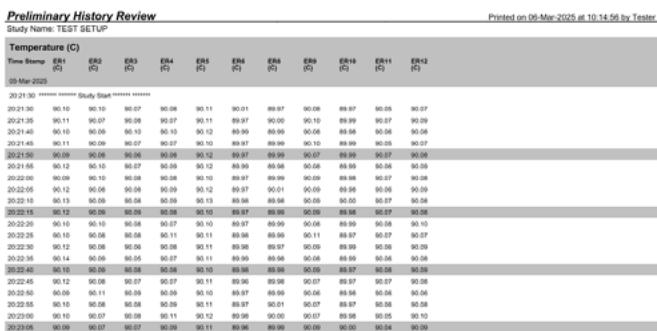 Preliminary History Review
Printed on 06-Mar-2025 at 10:14:56 by Tester
Study Name: TEST SETUP
Temperature (C)
Time Stamp ER1 ER2 ER3 ER4 ER5 ER6 ER8 ER9 ER10 ER11 ER12
(C) (C) (C) (C) (C) (C) (C) (C) (C) (C) (C)
05-Mar-2025
20:21:30 ******* ****** Study Start ******* *******
20:21:30 90.10 90.10 90.07 90.08 90.11 90.01 89.97 90.08 89.97 90.05 90.07
20:21:35 90.11 90.07 90.08 90.07 90.11 89.97 90.00 90.10 89.99 90.07 90.09
20:21:40 90.10 90.09 90.10 90.10 90.12 89.99 89.99 90.08 89.98 90.06 90.08
20:21:45 90.11 90.09 90.07 90.07 90.10 89.97 89.99 90.10 89.99 90.05 90.07
20:21:50 90.09 90.08 90.06 90.08 90.12 89.97 89.99 90.07 89.99 90.07 90.08
20:21:55 90.12 90.10 90.07 90.09 90.12 89.98 89.98 90.08 89.98 90.06 90.09
20:22:00 90.09 90.10 90.08 90.08 90.10 89.97 89.99 90.09 89.98 90.07 90.08
20:22:05 90.12 90.08 90.08 90.09 90.12 89.97 90.01 90.09 89.98 90.06 90.09
20:22:10 90.13 90.09 90.08 90.09 90.13 89.98 89.98 90.09 90.00 90.07 90.08
20:22:15 90.12 90.09 90.09 90.08 90.10 89.97 89.99 90.09 89.98 90.07 90.08
20:22:20 90.10 90.10 90.08 90.07 90.10 89.97 89.99 90.08 89.99 90.08 90.10
20:22:25 90.10 90.08 90.08 90.11 90.11 89.98 89.99 90.11 89.97 90.07 90.07
20:22:30 90.12 90.08 90.06 90.08 90.11 89.98 89.97 90.09 89.99 90.06 90.09
20:22:35 90.14 90.09 90.05 90.07 90.11 89.99 89.98 90.09 89.99 90.06 90.08
20:22:40 90.10 90.09 90.08 90.08 90.10 89.98 89.99 90.09 89.97 90.08 90.08
20:22:45 90.12 90.08 90.07 90.07 90.11 89.96 89.98 90.07 89.97 90.07 90.08
20:22:50 90.09 90.11 90.09 90.09 90.10 89.97 89.99 90.06 89.98 90.06 90.06
20:22:55 90.10 90.08 90.08 90.09 90.11 89.97 90.01 90.07 89.97 90.06 90.08
20:23:00 90.10 90.07 90.08 90.11 90.12 89.98 90.00 90.07 89.98 90.05 90.10
20:23:05 90.09 90.07 90.07 90.09 90.11 89.96 89.99 90.09 90.00 90.04 90.09